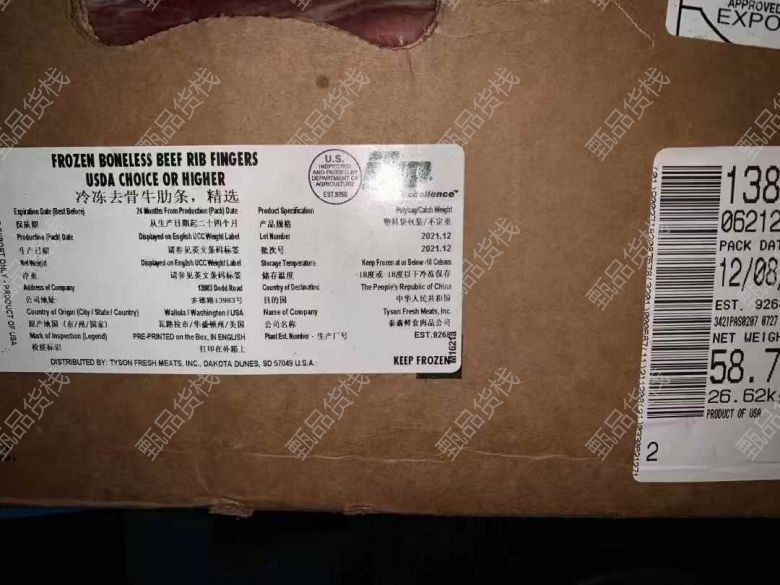 APPROVED
EXPO
FROZEN BONELESS BEEF RIB FINGERS
USDA CHOICE OR HIGHER
冷冻去骨牛肋条，精选
U.S.
INSPECTED
AND PASSED BY
DEPARTMENT OF
AGRICULTURE
EST.9268
Expiration Date (Best Before) 24 Months From Production (Pack) Date
保质期 从生产日期起二十四个月
Production (Pack) Date Displayed on English UCC Weight Label
生产日期 请参见英文条码标签
Net Weight Displayed on English UCC Weight Label
净重 请参见英文条码标签
Address of Company 13983 Dodd Road
公司地址 多德路13983号
Country of Origin (City / State / Country) Wallula / Washington / USA
原产地国（市/州/国家） 瓦路拉市/华盛顿州/美国
Mark of Inspection (Legend) PRE-PRINTED on the Box, IN ENGLISH
检疫标识 打印在外箱上
Product Specification Polybag/Catch Weight
产品规格 塑料袋包装/不定重
Lot Number 2021.12
批次号 2021.12
Storage Temperature Keep Frozen at or Below -18 Celsius
储存温度 -18度或-18度以下冷冻保存
Country of Destination The People's Republic of China
目的国 中华人民共和国
Name of Company Tyson Fresh Meats, Inc.
公司名称 泰森鲜食肉品公司
Plant Est. Number - 生产厂号 EST.9268
DISTRIBUTED BY: TYSON FRESH MEATS, INC., DAKOTA DUNES, SD 57049 U.S.A.
KEEP FROZEN
138
06212
PACK DAT
12/08
EST. 926
3421PAS0207 0727
NET WEIGH
58.7
26.62k
PRODUCT OF USA
2
甄品货栈